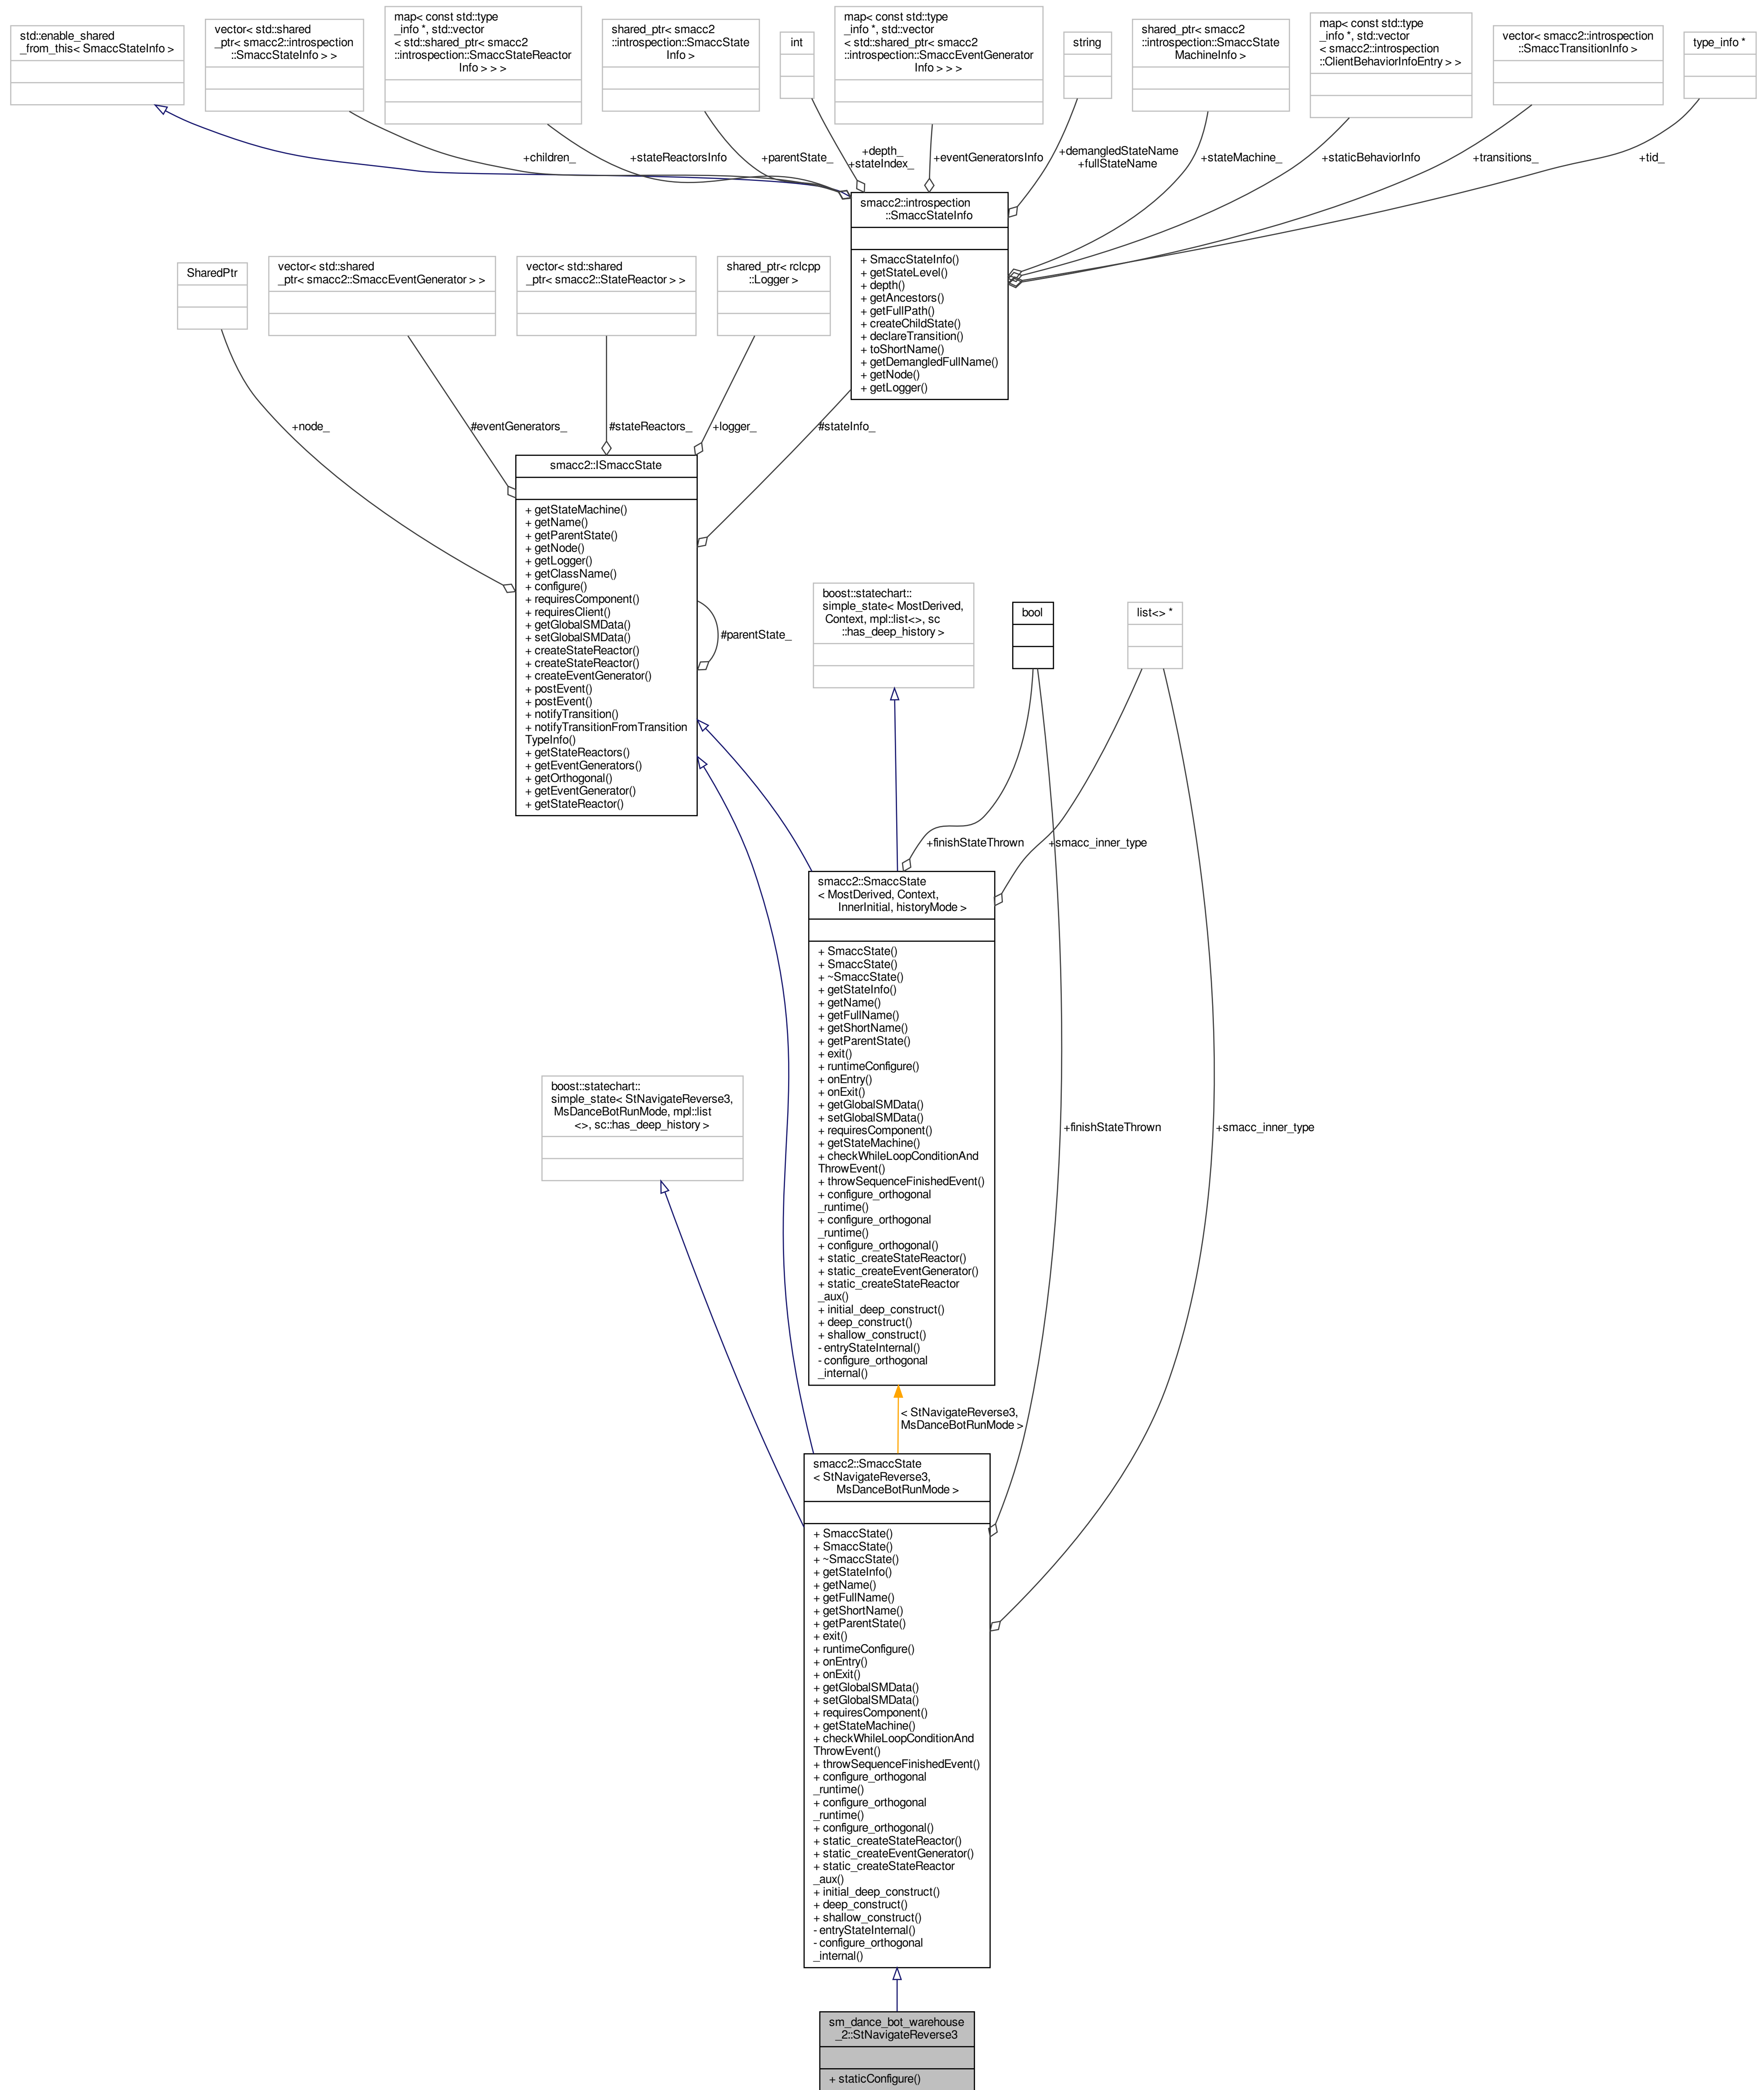 std::enable_shared
_from_this< SmaccStateInfo >
vector< std::shared
_ptr< smacc2::introspection
::SmaccStateInfo > >
map< const std::type
_info *, std::vector
< std::shared_ptr< smacc2
::introspection::SmaccStateReactor
Info > > >
shared_ptr< smacc2
::introspection::SmaccState
Info >
int
map< const std::type
_info *, std::vector
< std::shared_ptr< smacc2
::introspection::SmaccEventGenerator
Info > > >
string
shared_ptr< smacc2
::introspection::SmaccState
MachineInfo >
map< const std::type
_info *, std::vector
< smacc2::introspection
::ClientBehaviorInfoEntry > >
vector< smacc2::introspection
::SmaccTransitionInfo >
type_info *
+children_
+stateReactorsInfo
+parentState_
+depth_
+stateIndex_
+eventGeneratorsInfo
+demangledStateName
+fullStateName
+stateMachine_
+staticBehaviorInfo
+transitions_
+tid_
smacc2::introspection
::SmaccStateInfo
+ SmaccStateInfo()
+ getStateLevel()
+ depth()
+ getAncestors()
+ getFullPath()
+ createChildState()
+ declareTransition()
+ toShortName()
+ getDemangledFullName()
+ getNode()
+ getLogger()
SharedPtr
vector< std::shared
_ptr< smacc2::SmaccEventGenerator > >
vector< std::shared
_ptr< smacc2::StateReactor > >
shared_ptr< rclcpp
::Logger >
+node_
#eventGenerators_
#stateReactors_
+logger_
#stateInfo_
smacc2::ISmaccState
+ getStateMachine()
+ getName()
+ getParentState()
+ getNode()
+ getLogger()
+ getClassName()
+ configure()
+ requiresComponent()
+ requiresClient()
+ getGlobalSMData()
+ setGlobalSMData()
+ createStateReactor()
+ createStateReactor()
+ createEventGenerator()
+ postEvent()
+ postEvent()
+ notifyTransition()
+ notifyTransitionFromTransition
TypeInfo()
+ getStateReactors()
+ getEventGenerators()
+ getOrthogonal()
+ getEventGenerator()
+ getStateReactor()
#parentState_
boost::statechart::
simple_state< MostDerived,
Context, mpl::list<>, sc
::has_deep_history >
bool
list<> *
+finishStateThrown
+smacc_inner_type
smacc2::SmaccState
< MostDerived, Context,
InnerInitial, historyMode >
+ SmaccState()
+ SmaccState()
+ ~SmaccState()
+ getStateInfo()
+ getName()
+ getFullName()
+ getShortName()
+ getParentState()
+ exit()
+ runtimeConfigure()
+ onEntry()
+ onExit()
+ getGlobalSMData()
+ setGlobalSMData()
+ requiresComponent()
+ getStateMachine()
+ checkWhileLoopConditionAnd
ThrowEvent()
+ throwSequenceFinishedEvent()
+ configure_orthogonal
_runtime()
+ configure_orthogonal
_runtime()
+ configure_orthogonal()
+ static_createStateReactor()
+ static_createEventGenerator()
+ static_createStateReactor
_aux()
+ initial_deep_construct()
+ deep_construct()
+ shallow_construct()
- entryStateInternal()
- configure_orthogonal
_internal()
boost::statechart::
simple_state< StNavigateReverse3,
MsDanceBotRunMode, mpl::list
<>, sc::has_deep_history >
+finishStateThrown
+smacc_inner_type
< StNavigateReverse3,
MsDanceBotRunMode >
smacc2::SmaccState
< StNavigateReverse3,
MsDanceBotRunMode >
+ SmaccState()
+ SmaccState()
+ ~SmaccState()
+ getStateInfo()
+ getName()
+ getFullName()
+ getShortName()
+ getParentState()
+ exit()
+ runtimeConfigure()
+ onEntry()
+ onExit()
+ getGlobalSMData()
+ setGlobalSMData()
+ requiresComponent()
+ getStateMachine()
+ checkWhileLoopConditionAnd
ThrowEvent()
+ throwSequenceFinishedEvent()
+ configure_orthogonal
_runtime()
+ configure_orthogonal
_runtime()
+ configure_orthogonal()
+ static_createStateReactor()
+ static_createEventGenerator()
+ static_createStateReactor
_aux()
+ initial_deep_construct()
+ deep_construct()
+ shallow_construct()
- entryStateInternal()
- configure_orthogonal
_internal()
sm_dance_bot_warehouse
_2::StNavigateReverse3
+ staticConfigure()